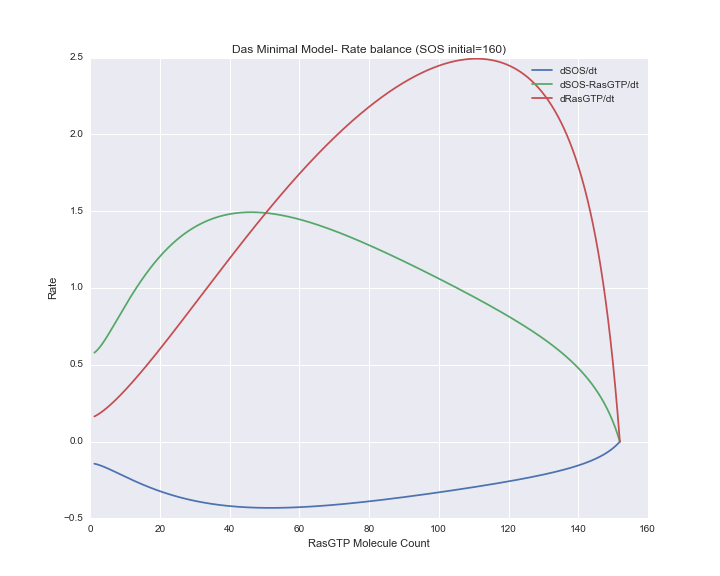 Das Minimal Model- Rate balance (SOS initial=160)
2.5
2.0
1.5
1.0
0.5
0.0
−0.5
Rate
dSOS/dt
dSOS-RasGTP/dt
dRasGTP/dt
0 20 40 60 80 100 120 140 160
RasGTP Molecule Count